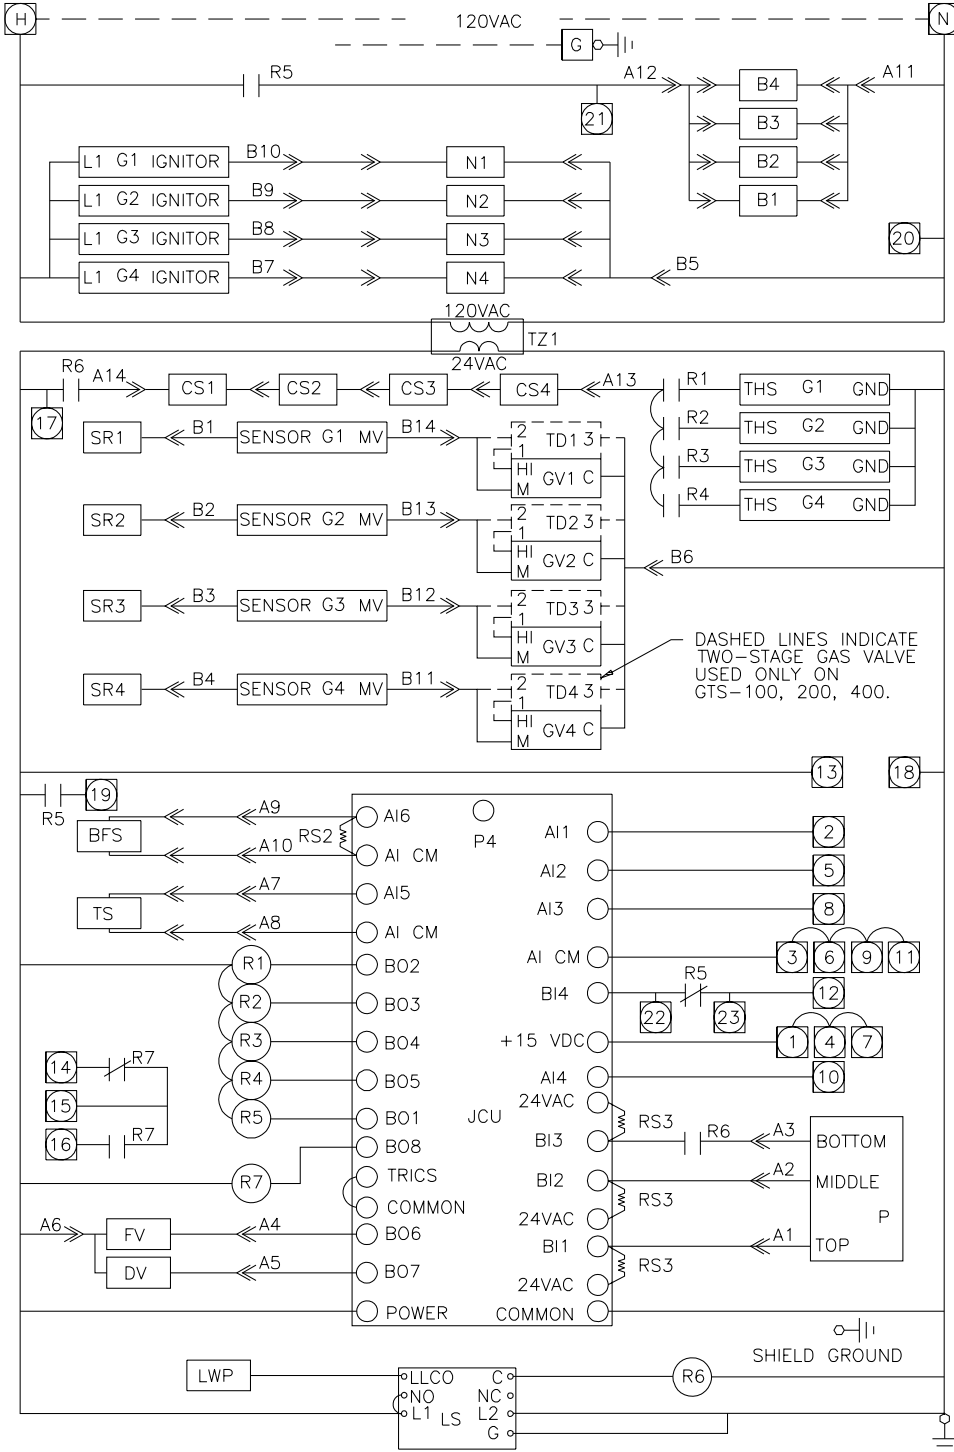 H 120VAC N
G
R5 A12 B4 A11
21 B3
L1 G1 IGNITOR B10 N1 B2
L1 G2 IGNITOR B9 N2 B1
L1 G3 IGNITOR B8 N3 20
L1 G4 IGNITOR B7 N4 B5
120VAC
TZ1
24VAC
R6 A14 CS1 CS2 CS3 CS4 A13 R1 THS G1 GND
17
R2 THS G2 GND
R3 THS G3 GND
R4 THS G4 GND
SR1 B1 SENSOR G1 MV B14 2 TD1 3
1
HI
GV1 C
M
SR2 B2 SENSOR G2 MV B13 2 TD2 3
1
HI
GV2 C
M
B6
SR3 B3 SENSOR G3 MV B12 2 TD3 3
1
HI
GV3 C
M
SR4 B4 SENSOR G4 MV B11 2 TD4 3
1
HI
GV4 C
M
DASHED LINES INDICATE
TWO-STAGE GAS VALVE
USED ONLY ON
GTS-100, 200, 400.
13 18
R5 19
BFS A9 AI6
A10 RS2 AI CM
TS A7 AI5
A8 AI CM
R1 BO2
R2 BO3
R3 BO4
R4 BO5
R5 BO1
BO8
R7 TRICS
COMMON
14 R7
15
16 R7
A6 FV A4 BO6
DV A5 BO7
POWER
P4
JCU
AI1 2
AI2 5
AI3 8
AI CM 3 6 9 11
BI4 22 R5 23 12
+15 VDC 1 4 7
AI4 10
24VAC
RS3
BI3 R6 A3 BOTTOM
BI2 A2 MIDDLE
RS3
24VAC
P
BI1 A1 TOP
RS3
24VAC
COMMON
SHIELD GROUND
LWP LLCO C R6
NO NC
L1 LS L2
G